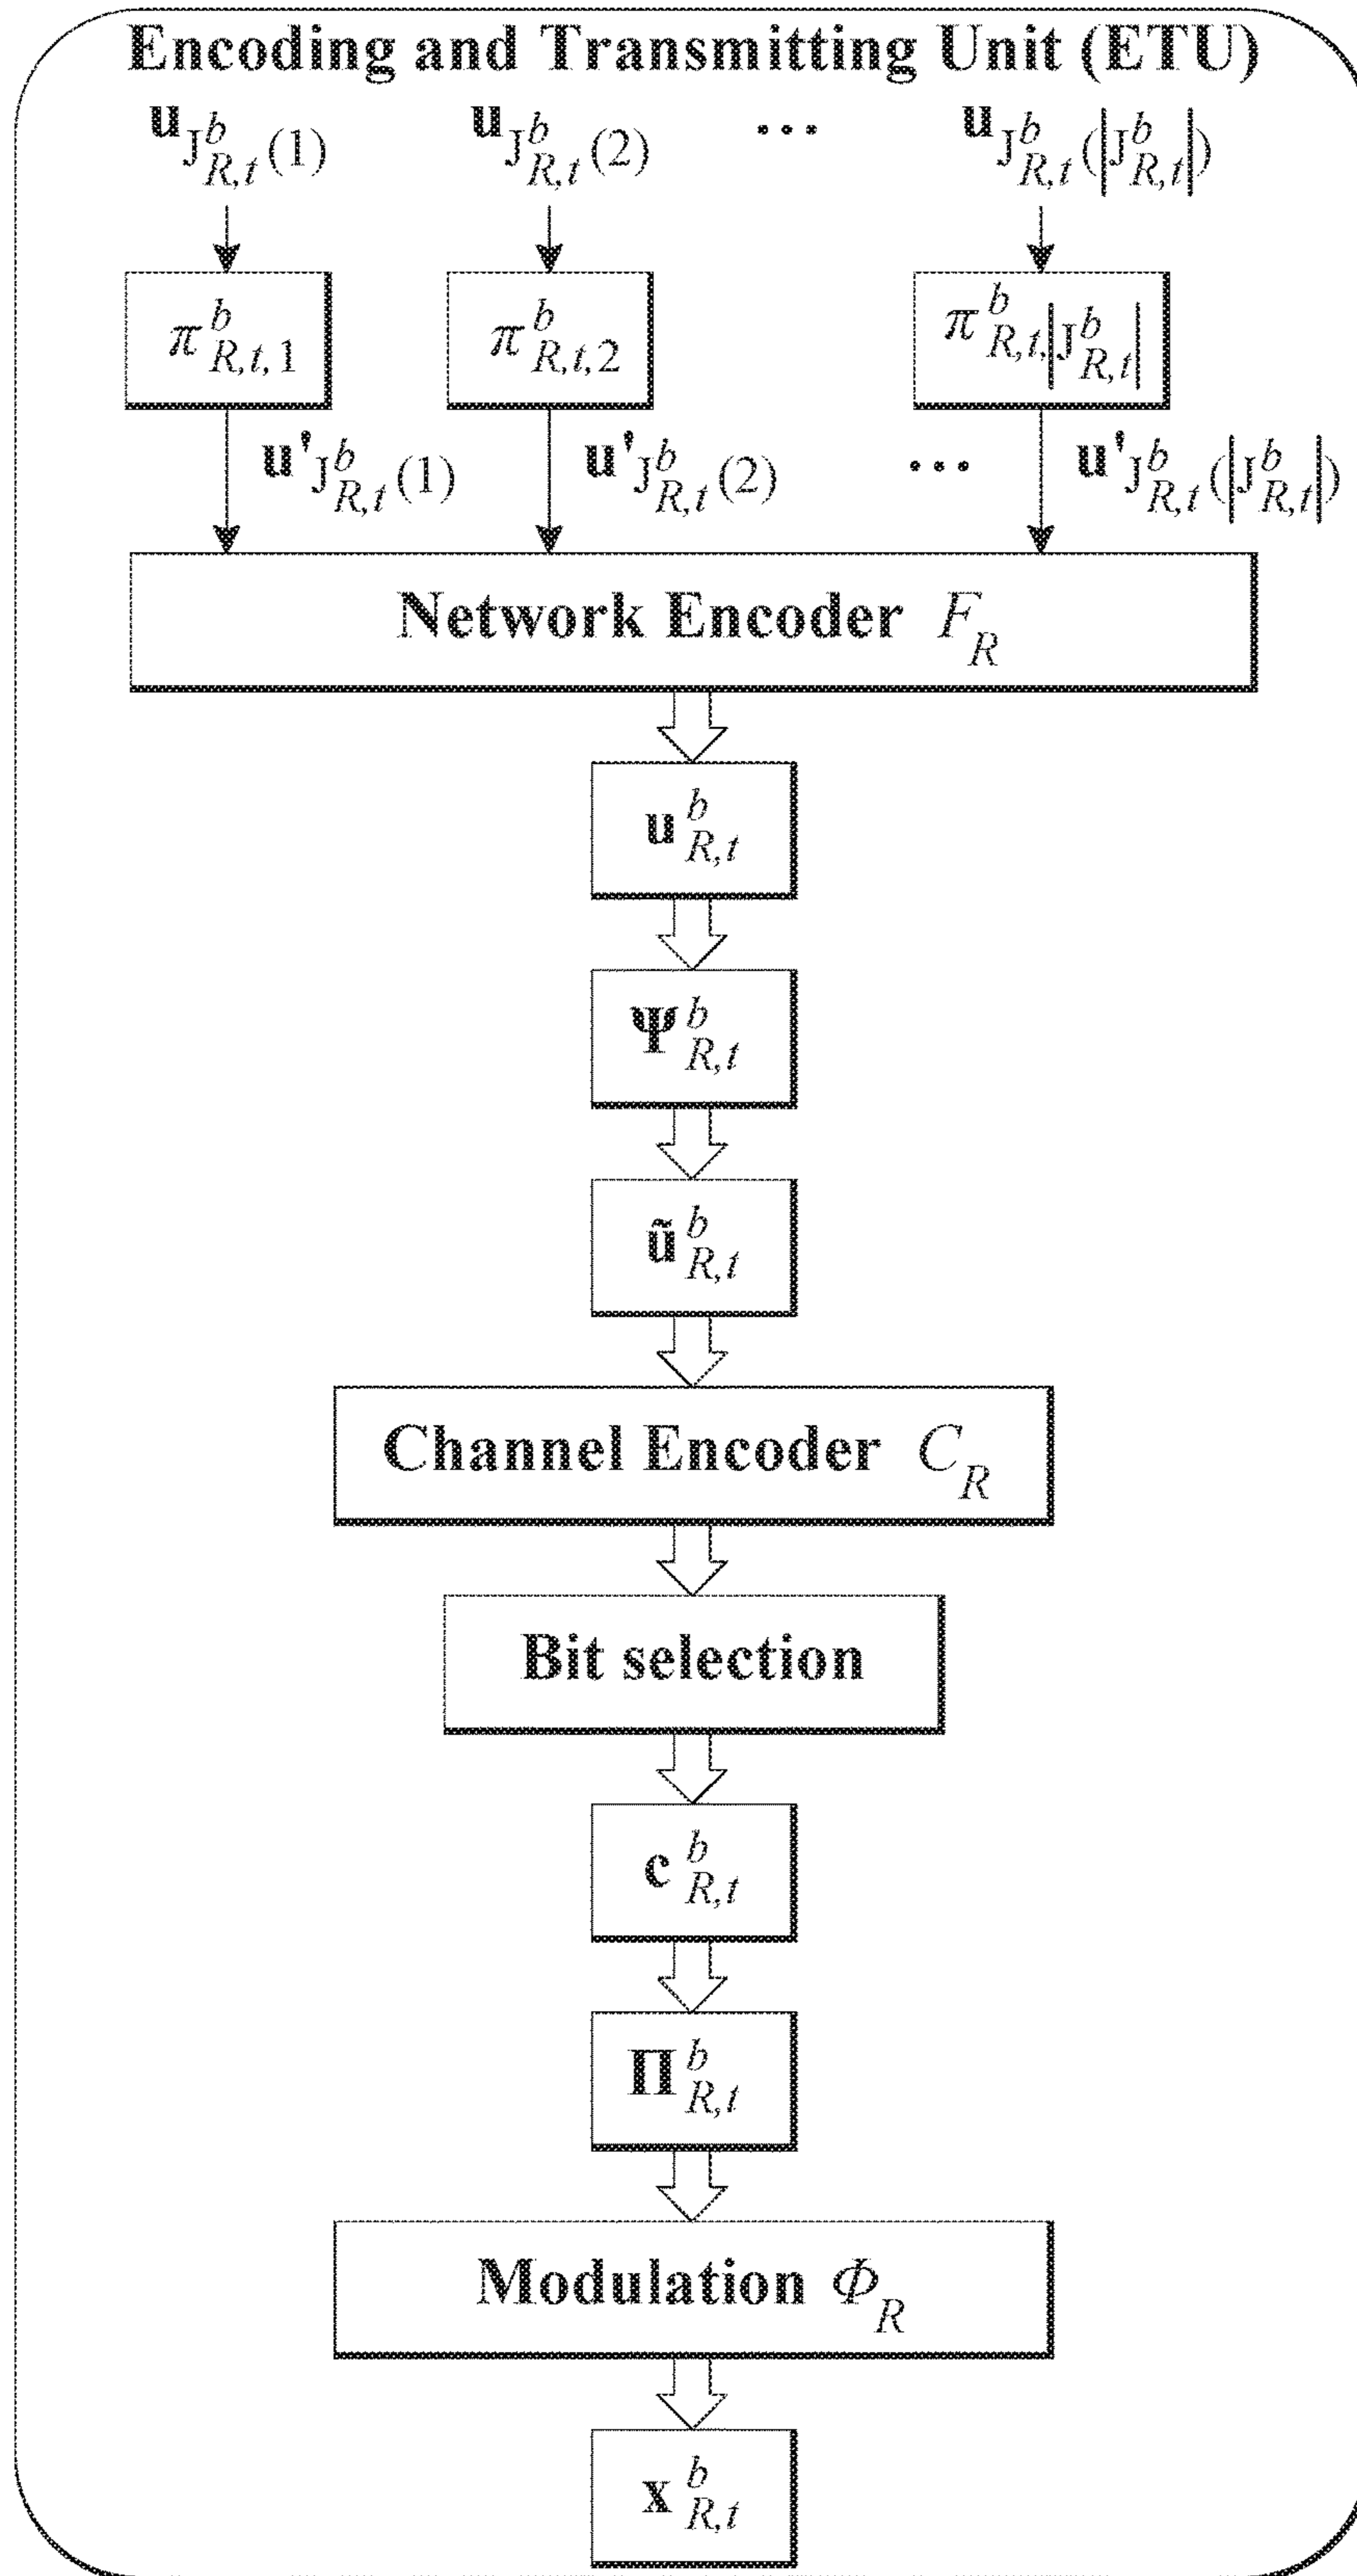 Encoding and Transmitting Unit (ETU)
u_{J^b_{R,t}(1)} u_{J^b_{R,t}(2)} ... u_{J^b_{R,t}(|J^b_{R,t}|)}
π^b_{R,t,1} π^b_{R,t,2} π^b_{R,t,|J^b_{R,t}|}
u'_{J^b_{R,t}(1)} u'_{J^b_{R,t}(2)} ... u'_{J^b_{R,t}(|J^b_{R,t}|)}
Network Encoder F_R
u^b_{R,t}
Ψ^b_{R,t}
ũ^b_{R,t}
Channel Encoder C_R
Bit selection
c^b_{R,t}
Π^b_{R,t}
Modulation Φ_R
x^b_{R,t}